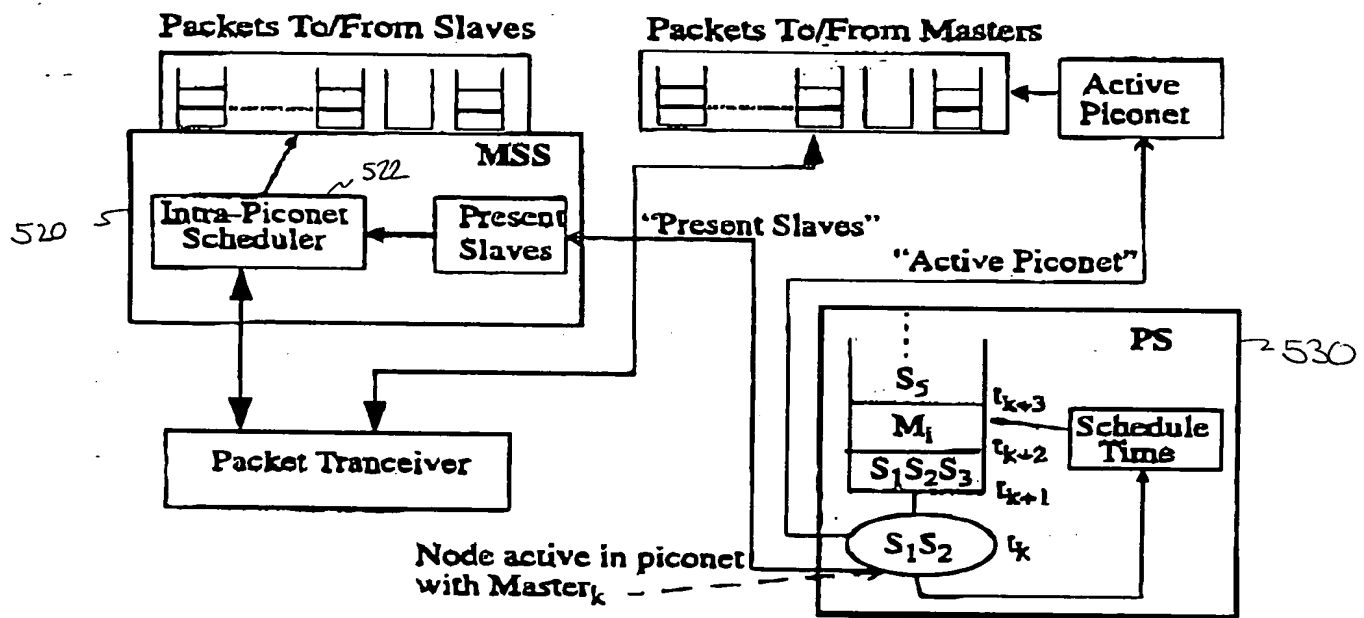 Packets To/From Slaves
Packets To/From Masters
Active
Piconet
MSS
522
520
Intra-Piconet
Scheduler
Present
Slaves
"Present Slaves"
"Active Piconet"
PS
530
S5
tk+3
Mi
tk+2
Schedule
Time
S1S2S3
tk+1
Packet Tranceiver
S1S2
tk
Node active in piconet
with Masterk